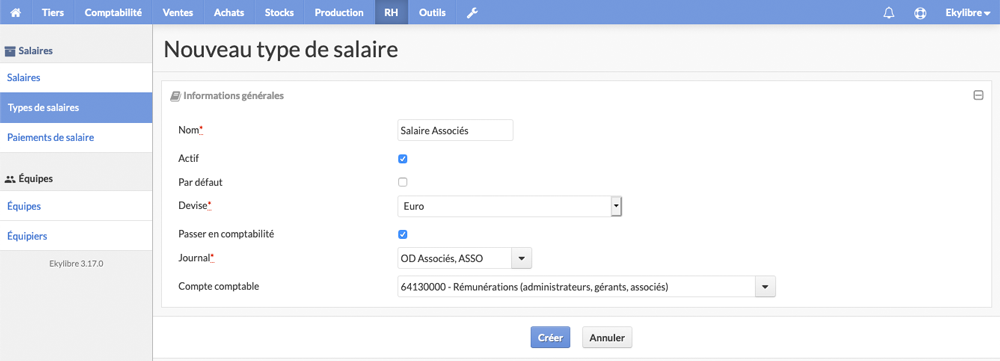 Tiers Comptabilité Ventes Achats Stocks Production RH Outils Ekylibre
Salaires
Salaires
Types de salaires
Paiements de salaire
Équipes
Équipes
Équipiers
Ekylibre 3.17.0
Nouveau type de salaire
Informations générales
Nom* Salaire Associés
Actif
Par défaut
Devise* Euro
Passer en comptabilité
Journal* OD Associés, ASSO
Compte comptable 64130000 - Rémunérations (administrateurs, gérants, associés)
Créer Annuler